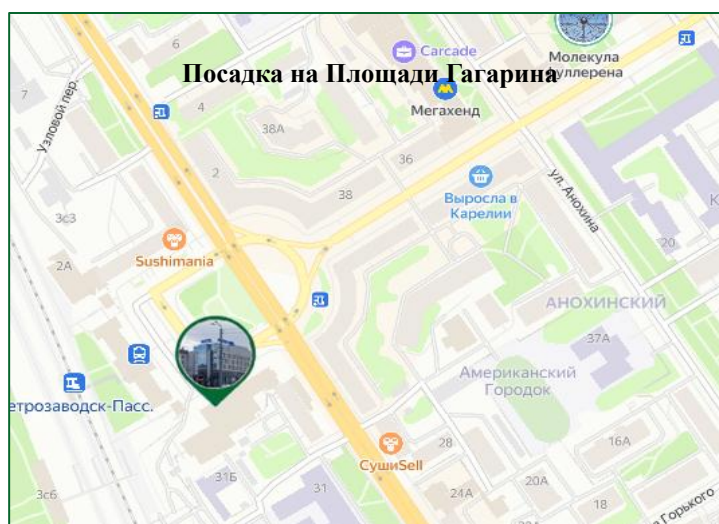 6
Carcade
Молекула
фуллерена
Посадка на Площади Гагарина
7
4
Мегахенд
Узловой пер.
38А
36
2
38
Выросла в
Карелии
ул. Анохина
3с3
20
Sushimania
2А
АНОХИНСКИЙ
37А
Американский
Городок
етрозаводск-Пасс.
28
16А
СушиSell
31Б
31
24А
20А
18
3с6
Горького